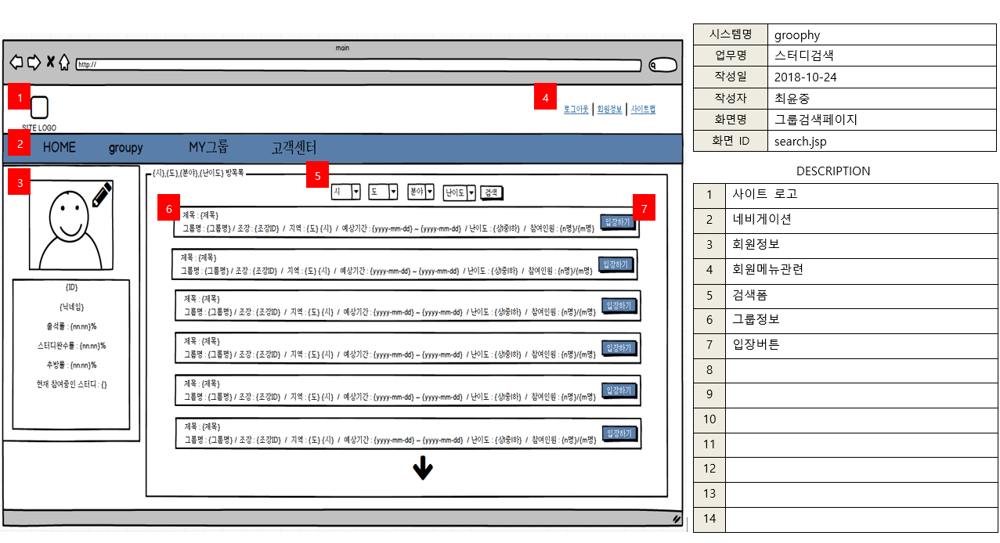 main
http://
1
SITE LOGO
4
로그아웃 회원정보 사이트맵
2
HOME groupy MY그룹 고객센터
3
{ID}
{닉네임}
출석률 : {nn.nn}%
스터디완수률 : {nn.nn}%
추방률 : {nn.nn}%
현재 참여중인 스터디 : {}
{시},{도},{분야},{난이도} 방목록
5
시 도 분야 난이도 검색
6
7
제목 : {제목}
그룹명 : {그룹명} / 조장 : {조장ID} / 지역 : {도} {시} / 예상기간 : {yyyy-mm-dd} ~ {yyyy-mm-dd} / 난이도 : {상|중|하} / 참여인원 : {n명}/{m명}
입장하기
제목 : {제목}
그룹명 : {그룹명} / 조장 : {조장ID} / 지역 : {도} {시} / 예상기간 : {yyyy-mm-dd} ~ {yyyy-mm-dd} / 난이도 : {상|중|하} / 참여인원 : {n명}/{m명}
입장하기
제목 : {제목}
그룹명 : {그룹명} / 조장 : {조장ID} / 지역 : {도} {시} / 예상기간 : {yyyy-mm-dd} ~ {yyyy-mm-dd} / 난이도 : {상|중|하} / 참여인원 : {n명}/{m명}
입장하기
제목 : {제목}
그룹명 : {그룹명} / 조장 : {조장ID} / 지역 : {도} {시} / 예상기간 : {yyyy-mm-dd} ~ {yyyy-mm-dd} / 난이도 : {상|중|하} / 참여인원 : {n명}/{m명}
입장하기
제목 : {제목}
그룹명 : {그룹명} / 조장 : {조장ID} / 지역 : {도} {시} / 예상기간 : {yyyy-mm-dd} ~ {yyyy-mm-dd} / 난이도 : {상|중|하} / 참여인원 : {n명}/{m명}
입장하기
제목 : {제목}
그룹명 : {그룹명} / 조장 : {조장ID} / 지역 : {도} {시} / 예상기간 : {yyyy-mm-dd} ~ {yyyy-mm-dd} / 난이도 : {상|중|하} / 참여인원 : {n명}/{m명}
입장하기
시스템명 groophy
업무명 스터디검색
작성일 2018-10-24
작성자 최윤중
화면명 그룹검색페이지
화면 ID search.jsp
DESCRIPTION
1 사이트 로고
2 네비게이션
3 회원정보
4 회원메뉴관련
5 검색폼
6 그룹정보
7 입장버튼
8
9
10
11
12
13
14